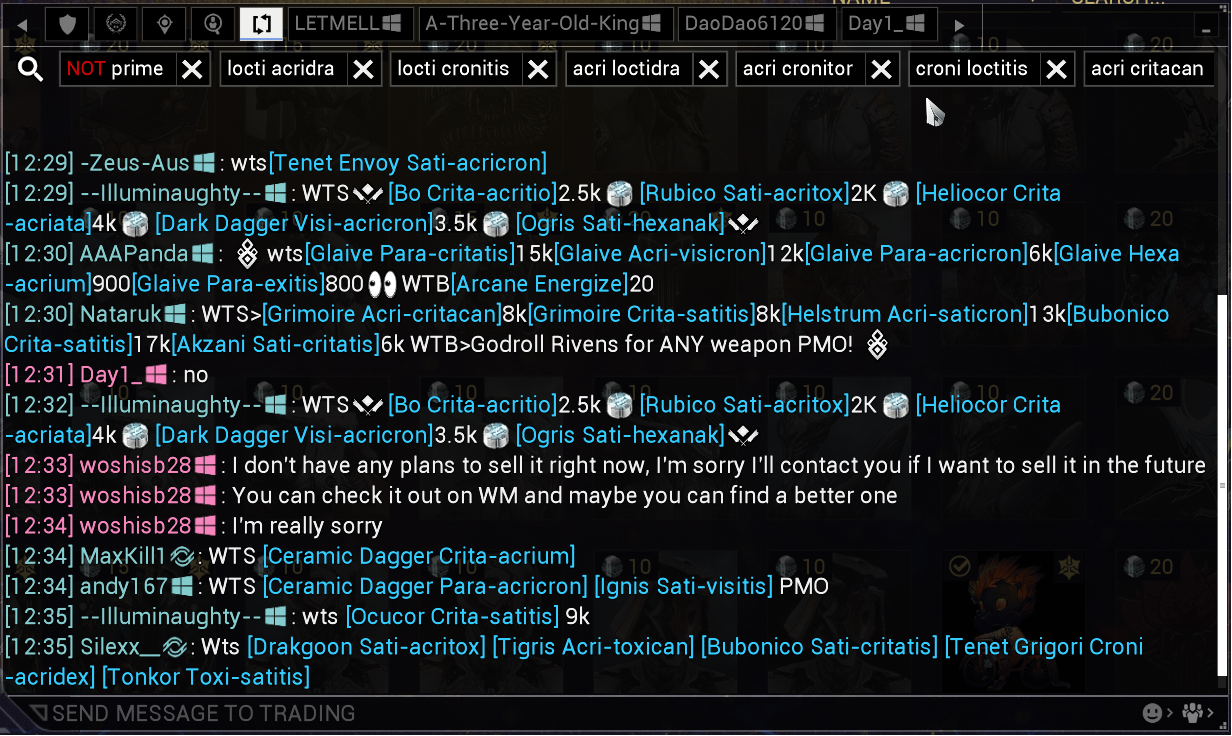 LETMELL A-Three-Year-Old-King DaoDao6120 Day1_
NOT prime locti acridra locti cronitis acri loctidra acri cronitor croni loctitis acri critacan
[12:29] -Zeus-Aus: wts[Tenet Envoy Sati-acricron]
[12:29] --Illuminaughty--: WTS [Bo Crita-acritio]2.5k [Rubico Sati-acritox]2K [Heliocor Crita
-acriata]4k [Dark Dagger Visi-acricron]3.5k [Ogris Sati-hexanak]
[12:30] AAAPanda: wts[Glaive Para-critatis]15k[Glaive Acri-visicron]12k[Glaive Para-acricron]6k[Glaive Hexa
-acrium]900[Glaive Para-exitis]800 WTB[Arcane Energize]20
[12:30] Nataruk: WTS>[Grimoire Acri-critacan]8k[Grimoire Crita-satitis]8k[Helstrum Acri-saticron]13k[Bubonico
Crita-satitis]17k[Akzani Sati-critatis]6k WTB>Godroll Rivens for ANY weapon PMO!
[12:31] Day1_: no
[12:32] --Illuminaughty--: WTS [Bo Crita-acritio]2.5k [Rubico Sati-acritox]2K [Heliocor Crita
-acriata]4k [Dark Dagger Visi-acricron]3.5k [Ogris Sati-hexanak]
[12:33] woshisb28: I don't have any plans to sell it right now, I'm sorry I'll contact you if I want to sell it in the future
[12:33] woshisb28: You can check it out on WM and maybe you can find a better one
[12:34] woshisb28: I'm really sorry
[12:34] MaxKill1: WTS [Ceramic Dagger Crita-acrium]
[12:34] andy167: WTS [Ceramic Dagger Para-acricron] [Ignis Sati-visitis] PMO
[12:35] --Illuminaughty--: wts [Ocucor Crita-satitis] 9k
[12:35] Silexx__: Wts [Drakgoon Sati-acritox] [Tigris Acri-toxican] [Bubonico Sati-critatis] [Tenet Grigori Croni
-acridex] [Tonkor Toxi-satitis]
SEND MESSAGE TO TRADING